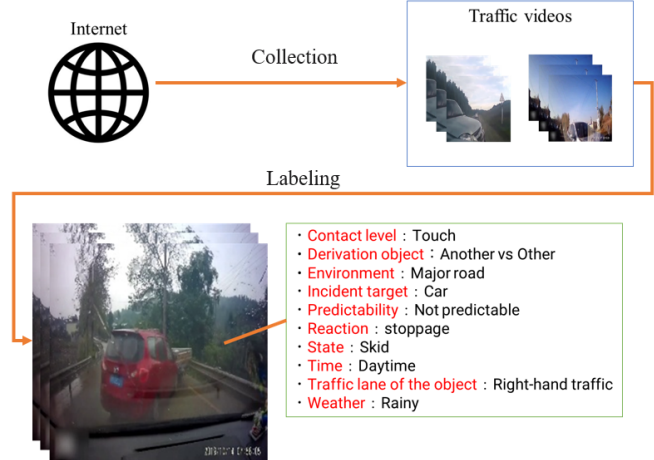 Internet
Traffic videos
Collection
Labeling
・Contact level：Touch
・Derivation object：Another vs Other
・Environment：Major road
・Incident target：Car
・Predictability：Not predictable
・Reaction：stoppage
・State：Skid
・Time：Daytime
・Traffic lane of the object：Right-hand traffic
・Weather：Rainy